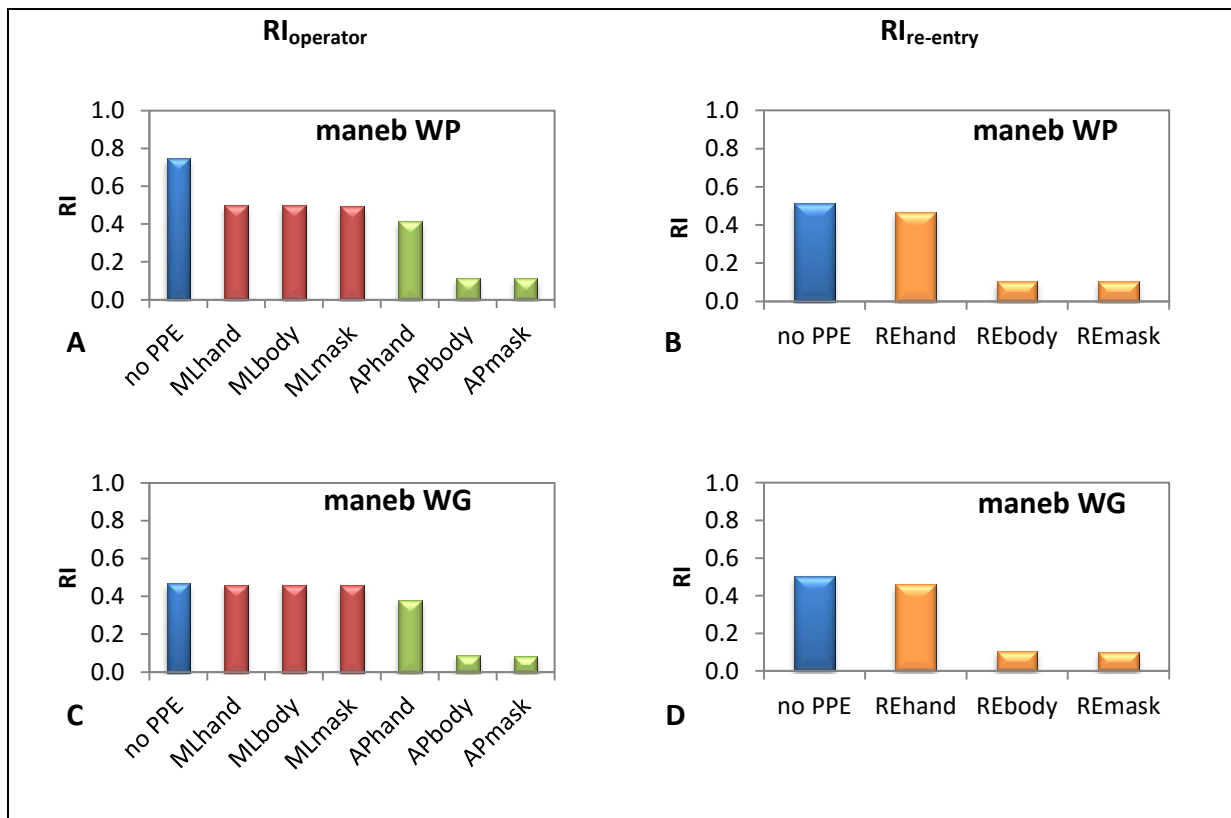 RIoperator
RIre-entry
maneb WP
1.0
0.8
0.6
0.4
0.2
0.0
RI
A
no PPE
MLhand
MLbody
MLmask
APhand
APbody
APmask
maneb WP
1.0
0.8
0.6
0.4
0.2
0.0
RI
B
no PPE
REhand
REbody
REmask
maneb WG
1.0
0.8
0.6
0.4
0.2
0.0
RI
C
no PPE
MLhand
MLbody
MLmask
APhand
APbody
APmask
maneb WG
1.0
0.8
0.6
0.4
0.2
0.0
RI
D
no PPE
REhand
REbody
REmask